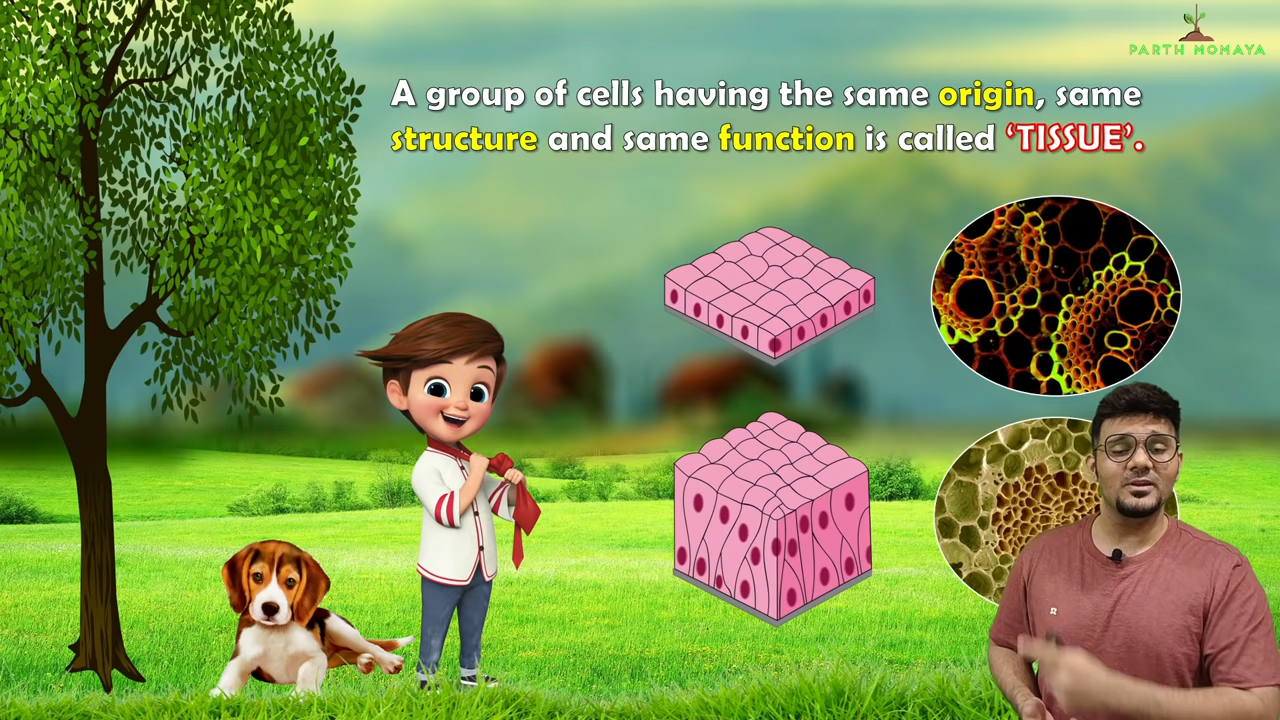 PARTH MOMAYA
A group of cells having the same origin, same
structure and same function is called ‘TISSUE’.